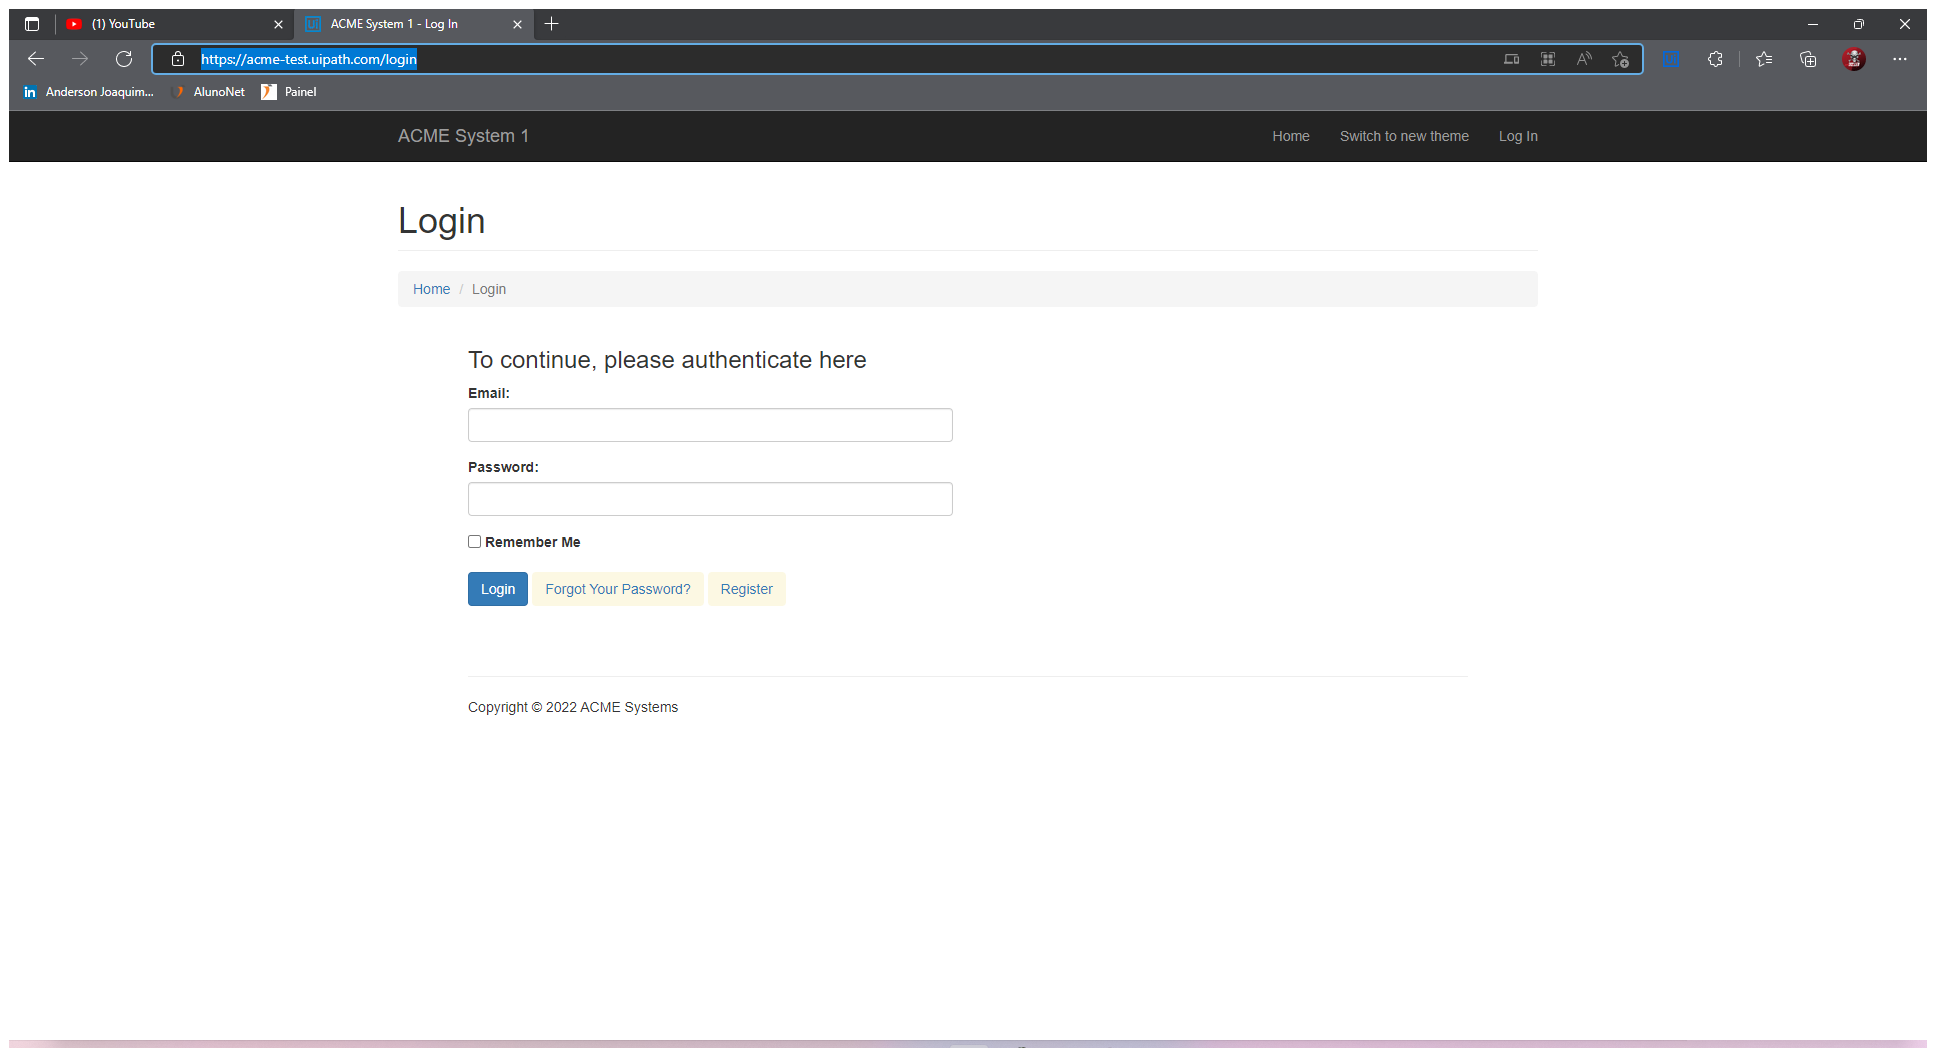 (1) YouTube
ACME System 1 - Log In
https://acme-test.uipath.com/login
in Anderson Joaquim... AlunoNet Painel
ACME System 1 Home Switch to new theme Log In
Login
Home / Login
To continue, please authenticate here
Email:
Password:
Remember Me
Login Forgot Your Password? Register
Copyright © 2022 ACME Systems